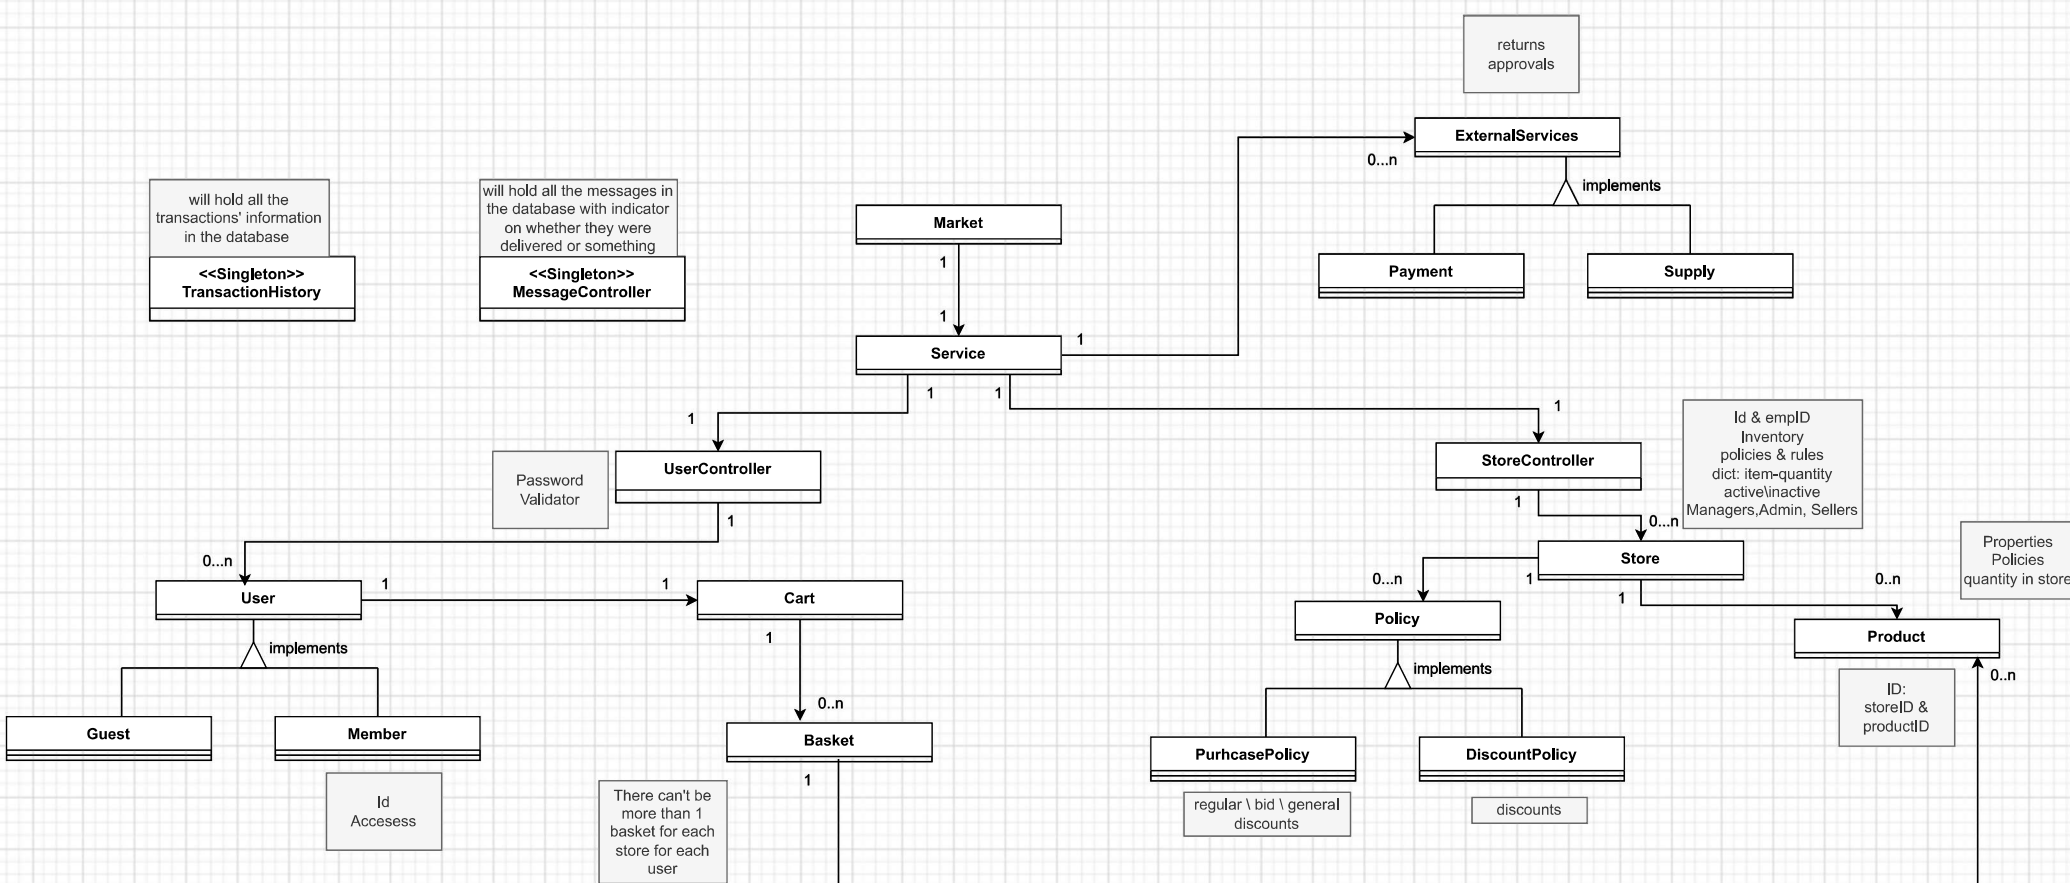 returns
approvals
ExternalServices
0...n
implements
Payment
Supply
will hold all the
transactions' information
in the database
<<Singleton>>
TransactionHistory
will hold all the messages in
the database with indicator
on whether they were
delivered or something
<<Singleton>>
MessageController
Market
1
1
Service
1
1
1
1
1
UserController
Password
Validator
1
StoreController
1
Id & empID
Inventory
policies & rules
dict: item-quantity
active\inactive
Managers,Admin, Sellers
0...n
Store
1
1
0...n
0..n
Properties
Policies
quantity in store
Product
0..n
ID:
storeID &
productID
0...n
User
1
1
Cart
implements
Guest
Member
Id
Accesess
1
0..n
Basket
1
There can't be
more than 1
basket for each
store for each
user
Policy
implements
PurhcasePolicy
DiscountPolicy
regular \ bid \ general
discounts
discounts